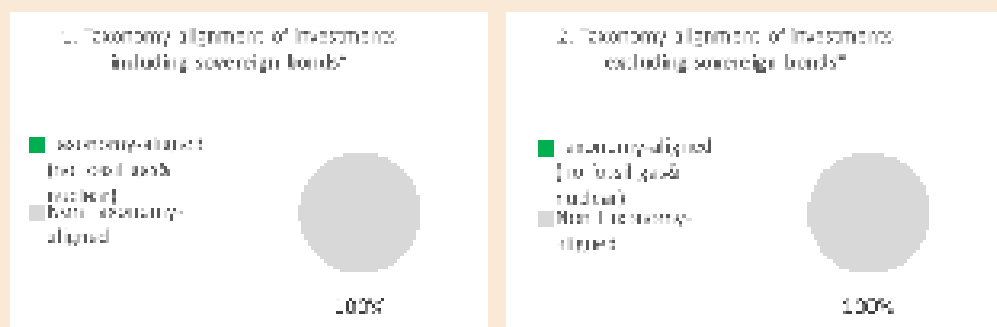 1. Taxonomy alignment of investments
including sovereign bonds*
Taxonomy-aligned
(no fossil gas &
nuclear)
Non Taxonomy-
aligned
100%
2. Taxonomy alignment of investments
excluding sovereign bonds*
Taxonomy-aligned
(no fossil gas &
nuclear)
Non Taxonomy-
aligned
100%